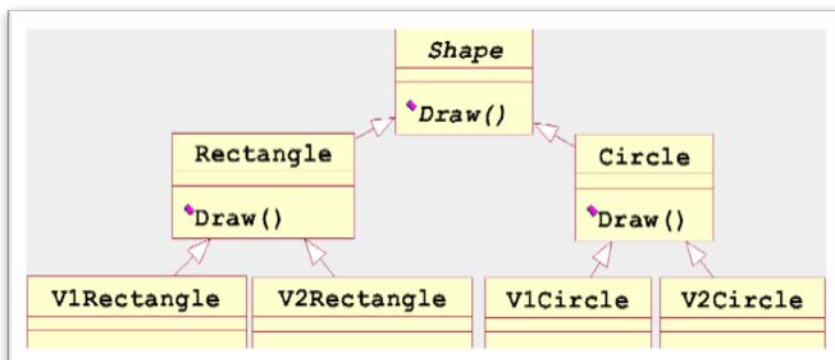 Shape
Draw()
Rectangle
Circle
Draw()
Draw()
V1Rectangle
V2Rectangle
V1Circle
V2Circle